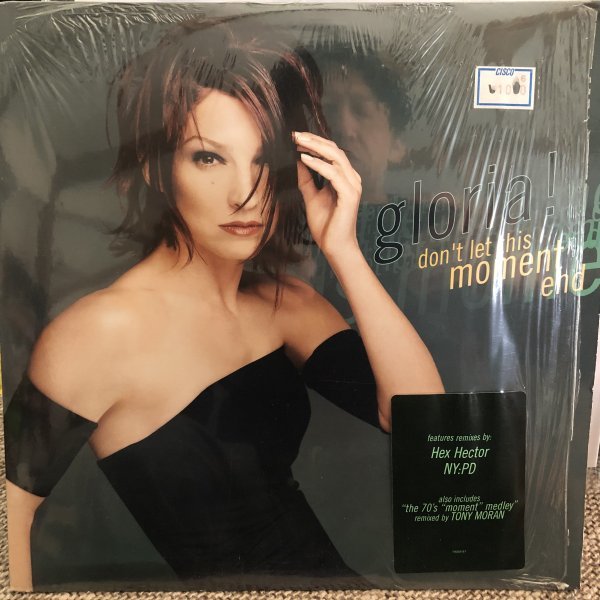 CISCO
gloria!
don't let this
moment
end
features remixes by:
Hex Hector
NY:PD
also includes
"the 70's "moment" medley"
remixed by TONY MORAN